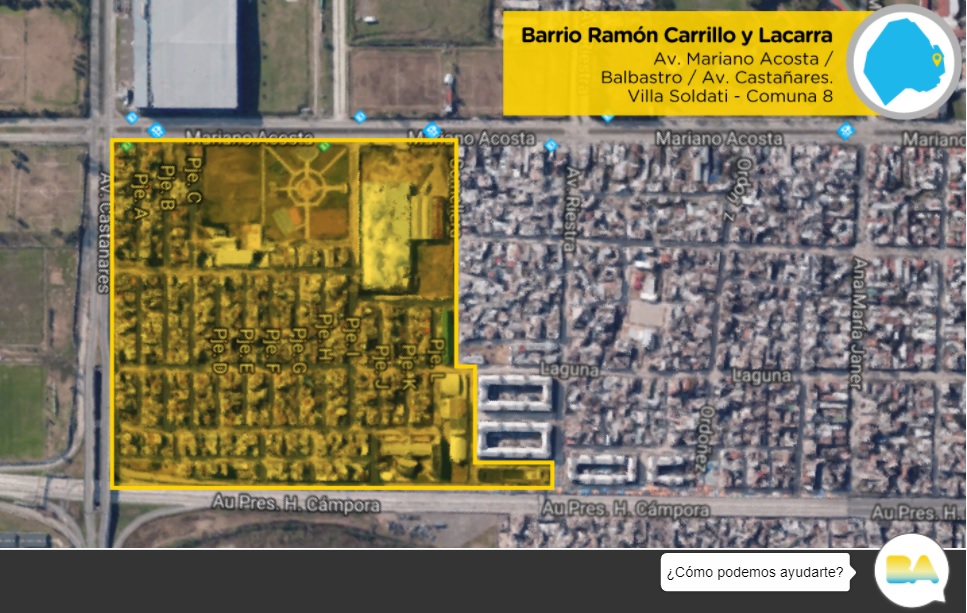 Barrio Ramón Carrillo y Lacarra
Av. Mariano Acosta /
Balbastro / Av. Castañares.
Villa Soldati - Comuna 8
Mariano Acosta
Mariano Acosta
Mariano Acosta
Mariano
Av. Castañares
Pje. A
Pje. B
Pje. C
Av. Riestra
Ana María Janer
Pje. D
Pje. E
Pje. F
Pje. G
Pje. H
Pje. I
Pje. J
Pje. K
Pje. L
Laguna
Laguna
Ordoñez
Au Pres. H. Cámpora
Au Pres. H. Cámpora
Au Pres. H.
¿Cómo podemos ayudarte?
BA